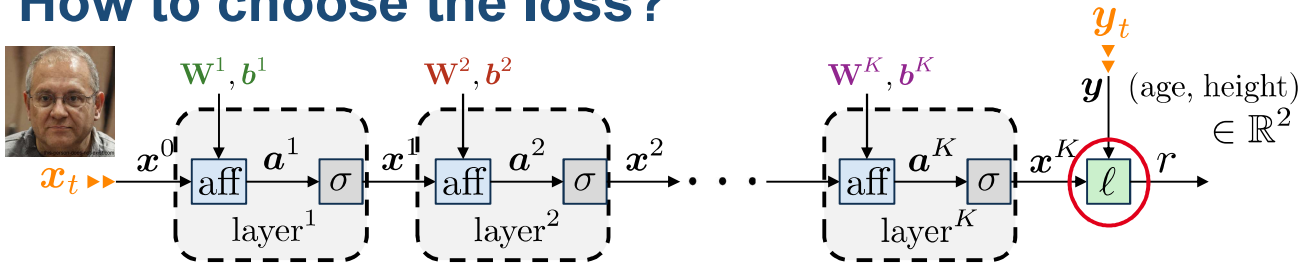 How to choose the loss?
yₜ
W¹, b¹ W², b² Wᴷ, bᴷ y (age, height)
∈ ℝ²
xₜ x⁰ aff a¹ σ x¹ aff a² σ x² · · · aff aᴷ σ xᴷ ℓ r
layer¹ layer² layerᴷ